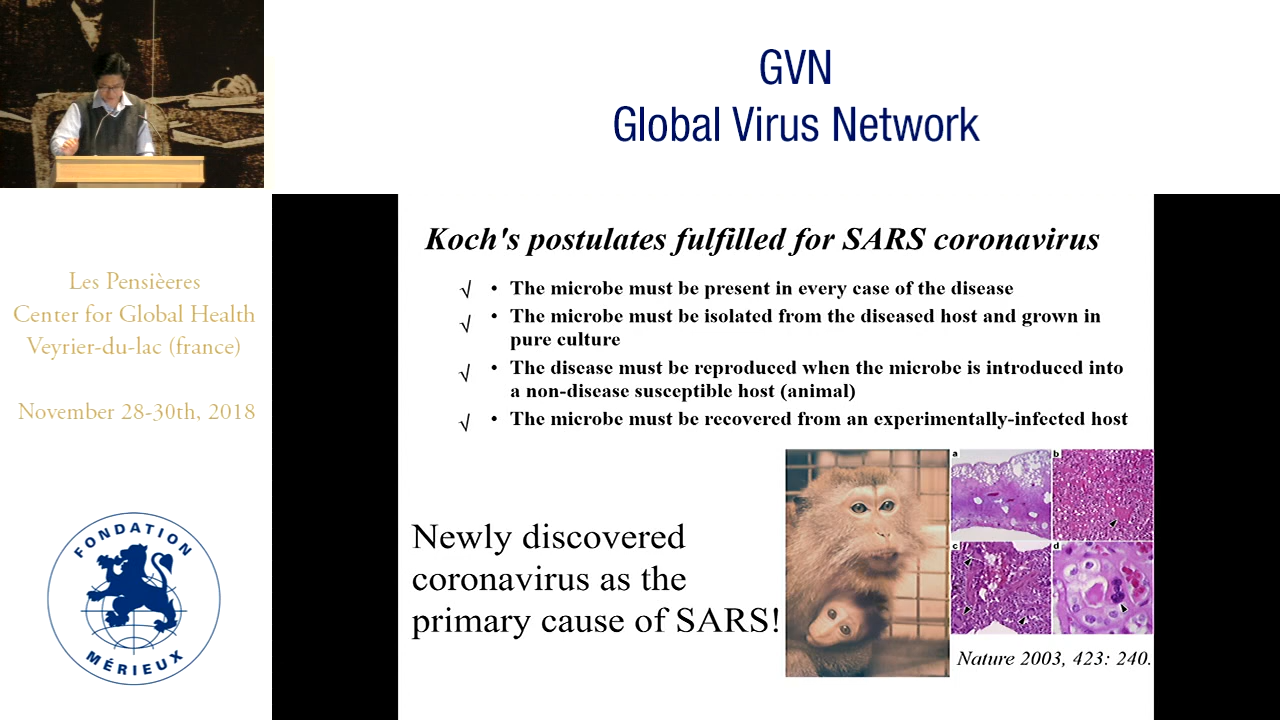 GVN
Global Virus Network
Les Pensièeres
Center for Global Health
Veyrier-du-lac (france)
November 28-30th, 2018
FONDATION
MÉRIEUX
Koch's postulates fulfilled for SARS coronavirus
√ • The microbe must be present in every case of the disease
√ • The microbe must be isolated from the diseased host and grown in
pure culture
√ • The disease must be reproduced when the microbe is introduced into
a non-disease susceptible host (animal)
√ • The microbe must be recovered from an experimentally-infected host
Newly discovered
coronavirus as the
primary cause of SARS!
a
b
c
d
Nature 2003, 423: 240.